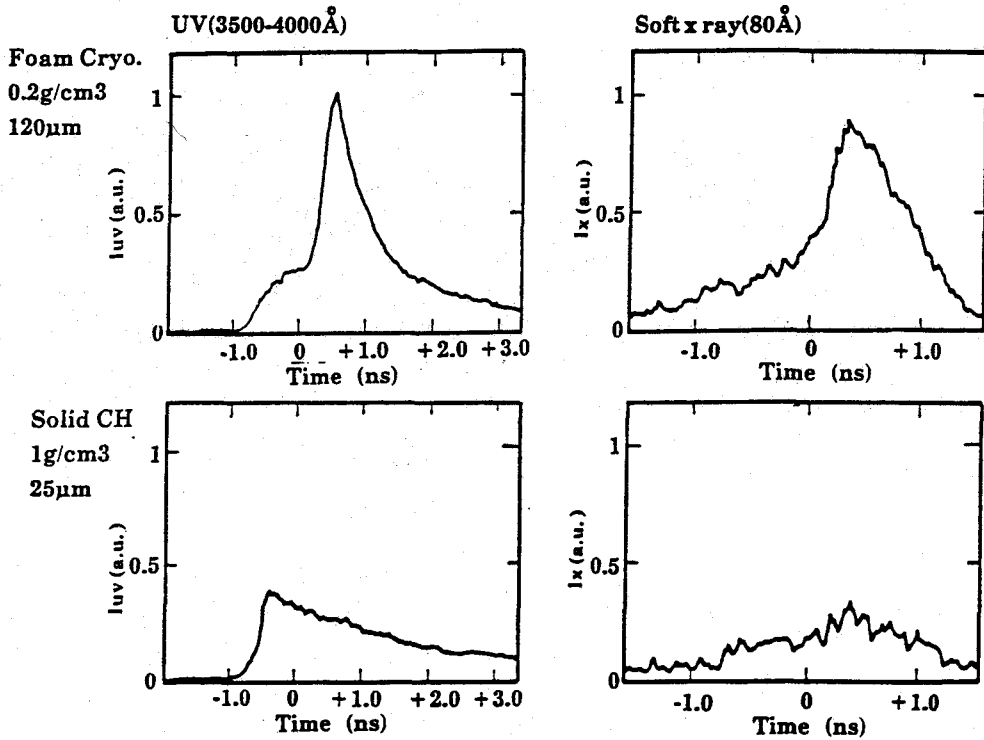 UV(3500-4000Å)
Soft x ray(80Å)
Foam Cryo.
0.2g/cm3
120μm
1
0.5
0
Iuv (a.u.)
-1.0 0 +1.0 +2.0 +3.0
Time (ns)
1
0.5
0
Ix (a.u.)
-1.0 0 +1.0
Time (ns)
Solid CH
1g/cm3
25μm
1
0.5
0
Iuv (a.u.)
-1.0 0 +1.0 +2.0 +3.0
Time (ns)
1
0.5
0
Ix (a.u.)
-1.0 0 +1.0
Time (ns)